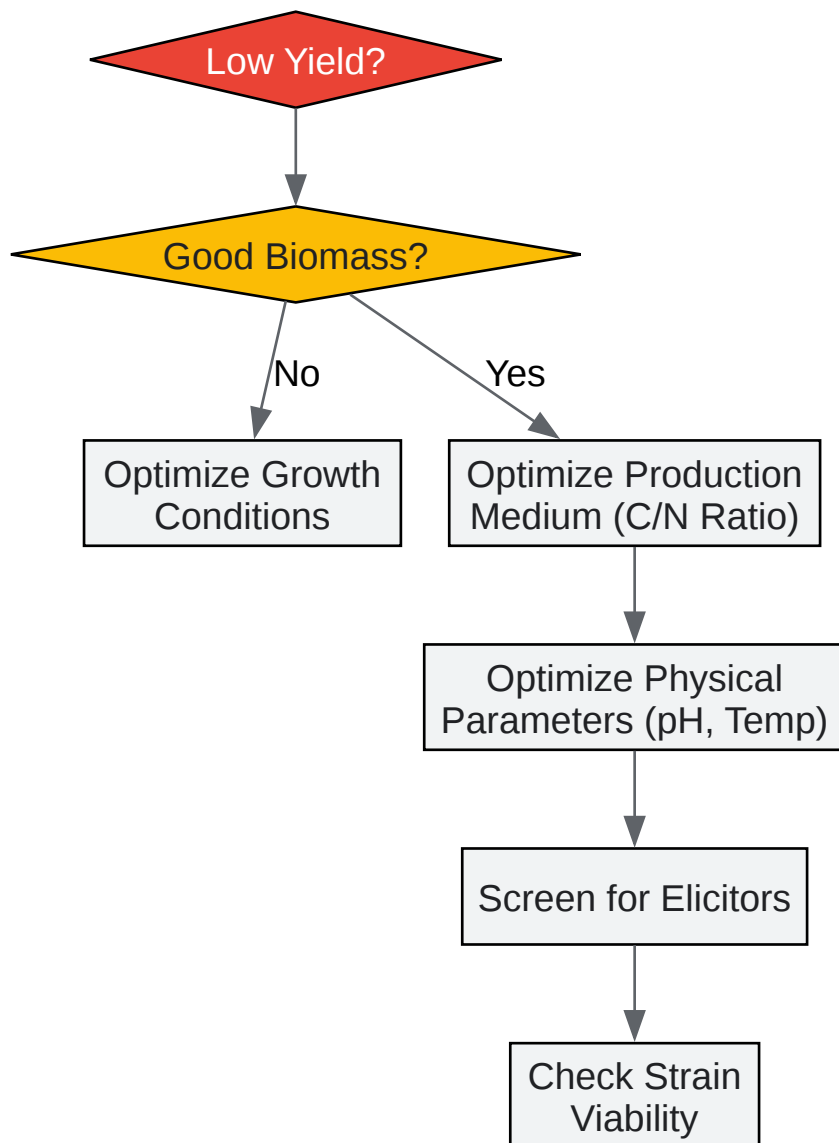 Low Yield?
Good Biomass?
No
Yes
Optimize Growth
Conditions
Optimize Production
Medium (C/N Ratio)
Optimize Physical
Parameters (pH, Temp)
Screen for Elicitors
Check Strain
Viability